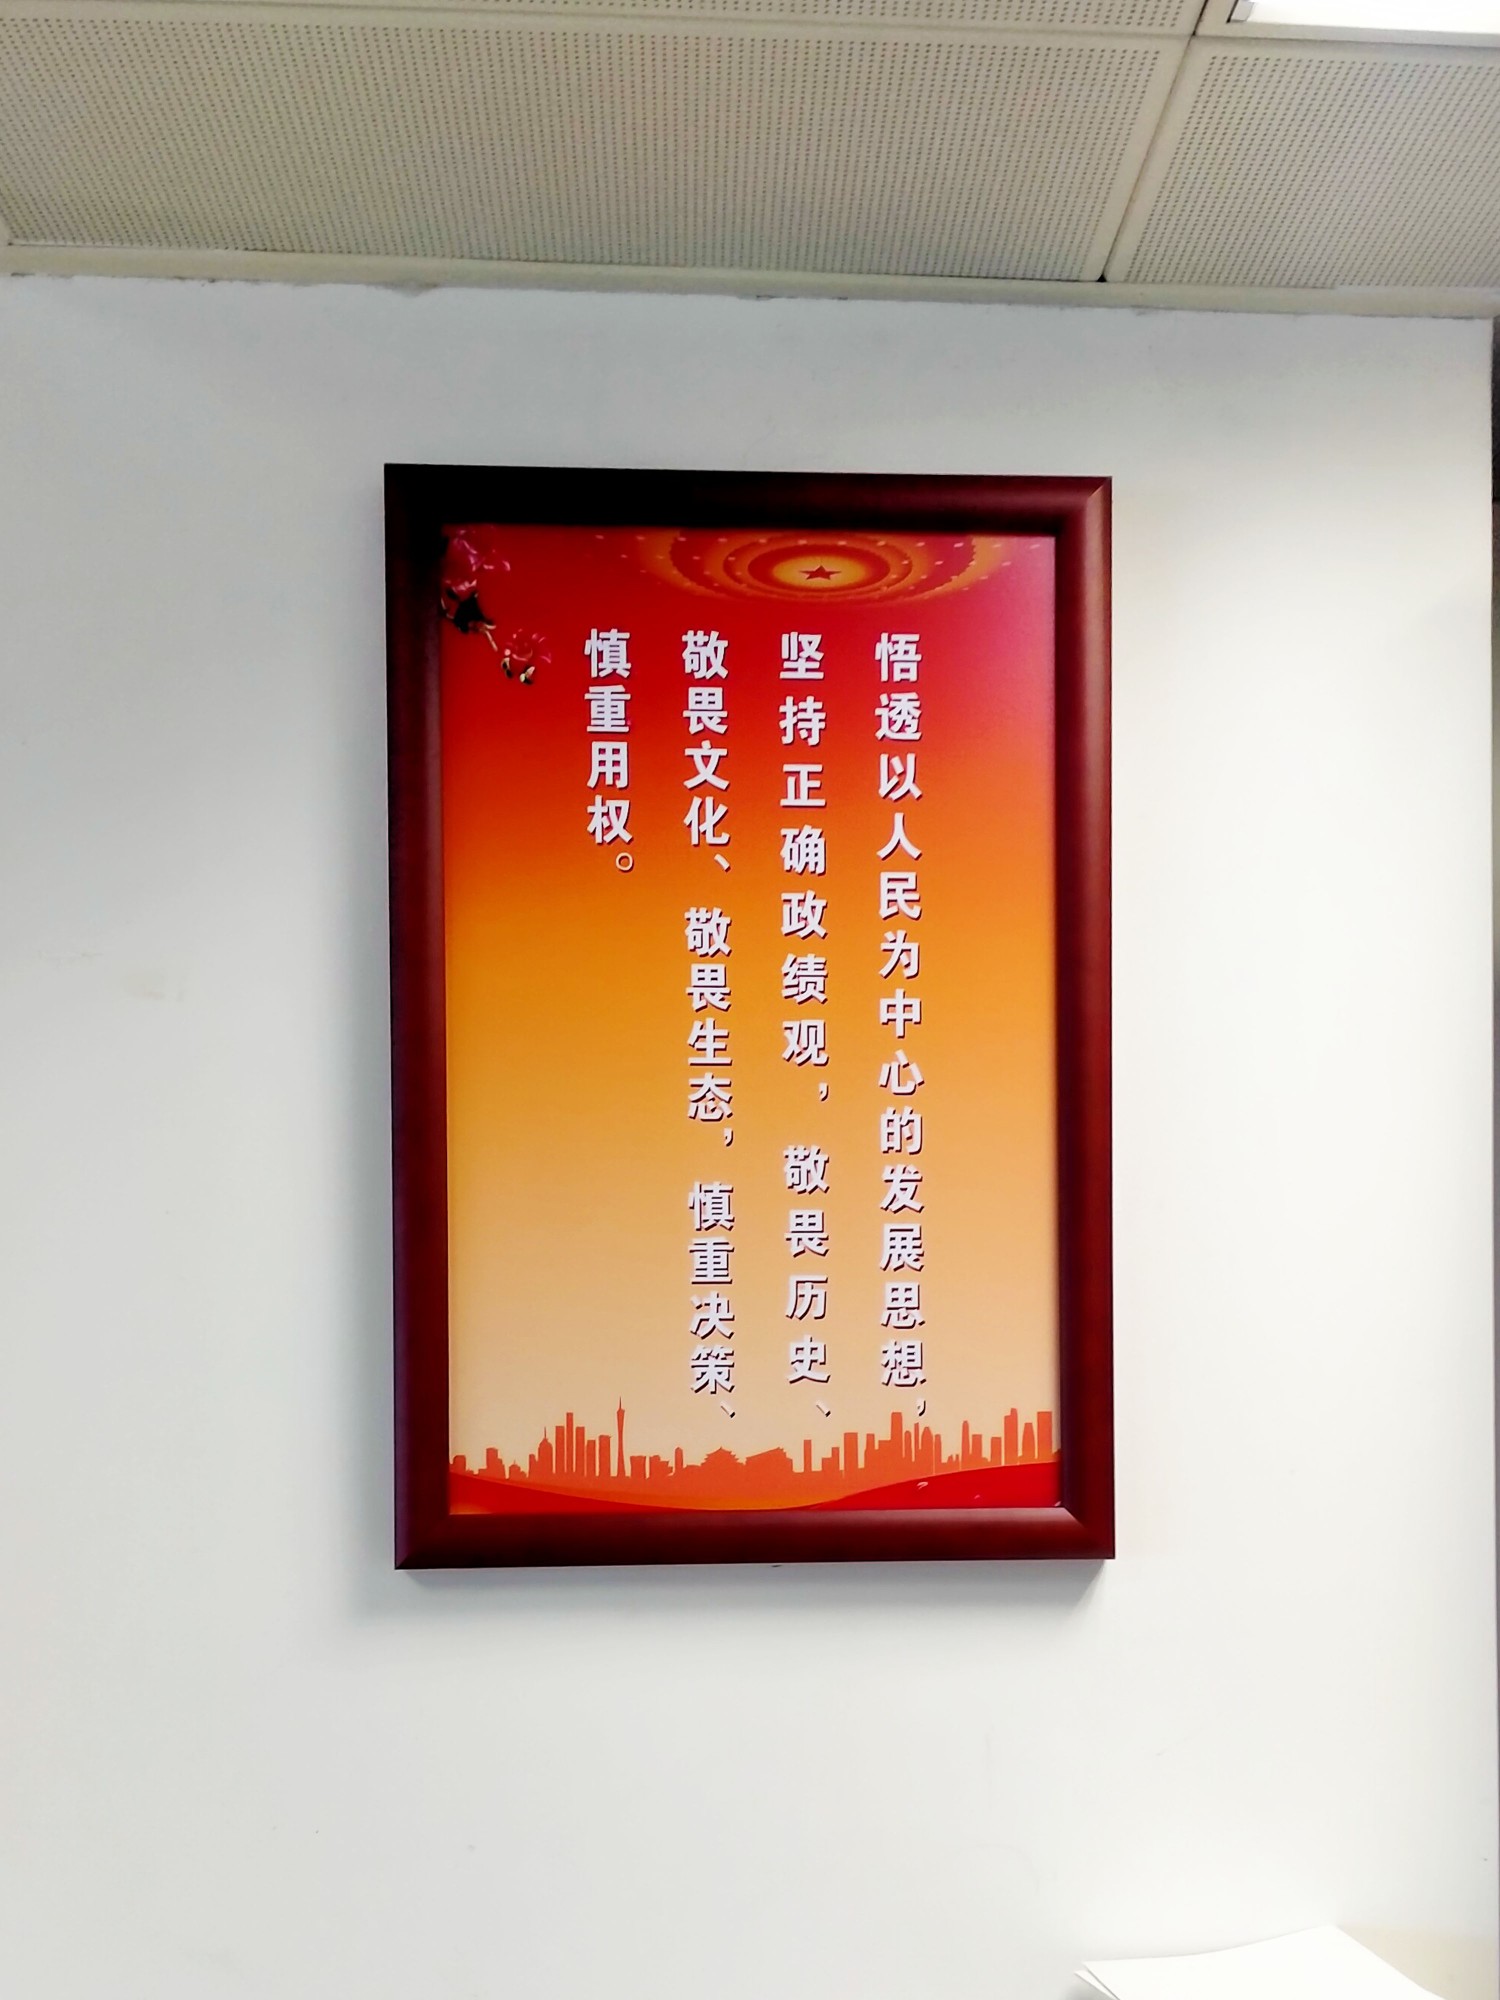 悟透以人民为中心的发展思想，
坚持正确政绩观，敬畏历史、
敬畏文化、敬畏生态，慎重决策、
慎重用权。